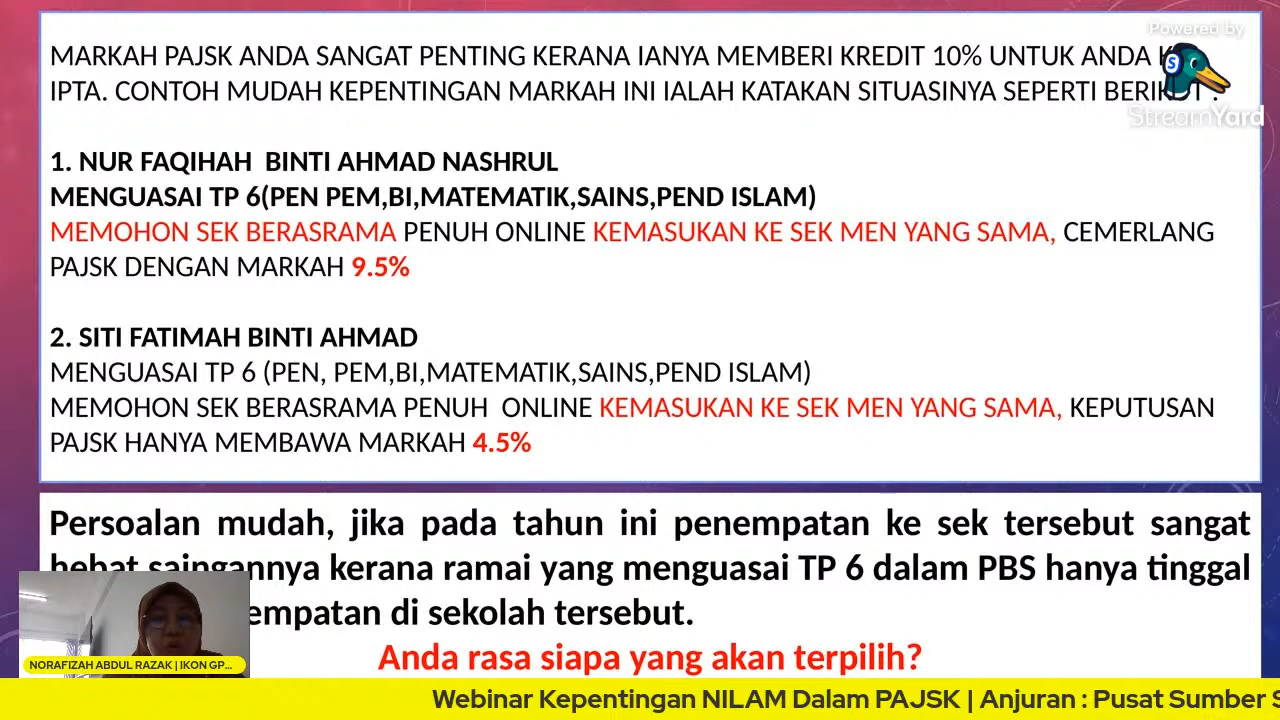 Powered by
StreamYard
MARKAH PAJSK ANDA SANGAT PENTING KERANA IANYA MEMBERI KREDIT 10% UNTUK ANDA
IPTA. CONTOH MUDAH KEPENTINGAN MARKAH INI IALAH KATAKAN SITUASINYA SEPERTI BERIKUT :
1. NUR FAQIHAH BINTI AHMAD NASHRUL
MENGUASAI TP 6(PEN PEM,BI,MATEMATIK,SAINS,PEND ISLAM)
MEMOHON SEK BERASRAMA PENUH ONLINE KEMASUKAN KE SEK MEN YANG SAMA, CEMERLANG
PAJSK DENGAN MARKAH 9.5%
2. SITI FATIMAH BINTI AHMAD
MENGUASAI TP 6 (PEN, PEM,BI,MATEMATIK,SAINS,PEND ISLAM)
MEMOHON SEK BERASRAMA PENUH ONLINE KEMASUKAN KE SEK MEN YANG SAMA, KEPUTUSAN
PAJSK HANYA MEMBAWA MARKAH 4.5%
Persoalan mudah, jika pada tahun ini penempatan ke sek tersebut sangat
hebat saingannya kerana ramai yang menguasai TP 6 dalam PBS hanya tinggal
empatan di sekolah tersebut.
Anda rasa siapa yang akan terpilih?
NORAFIZAH ABDUL RAZAK | IKON GP...
Webinar Kepentingan NILAM Dalam PAJSK | Anjuran : Pusat Sumber S